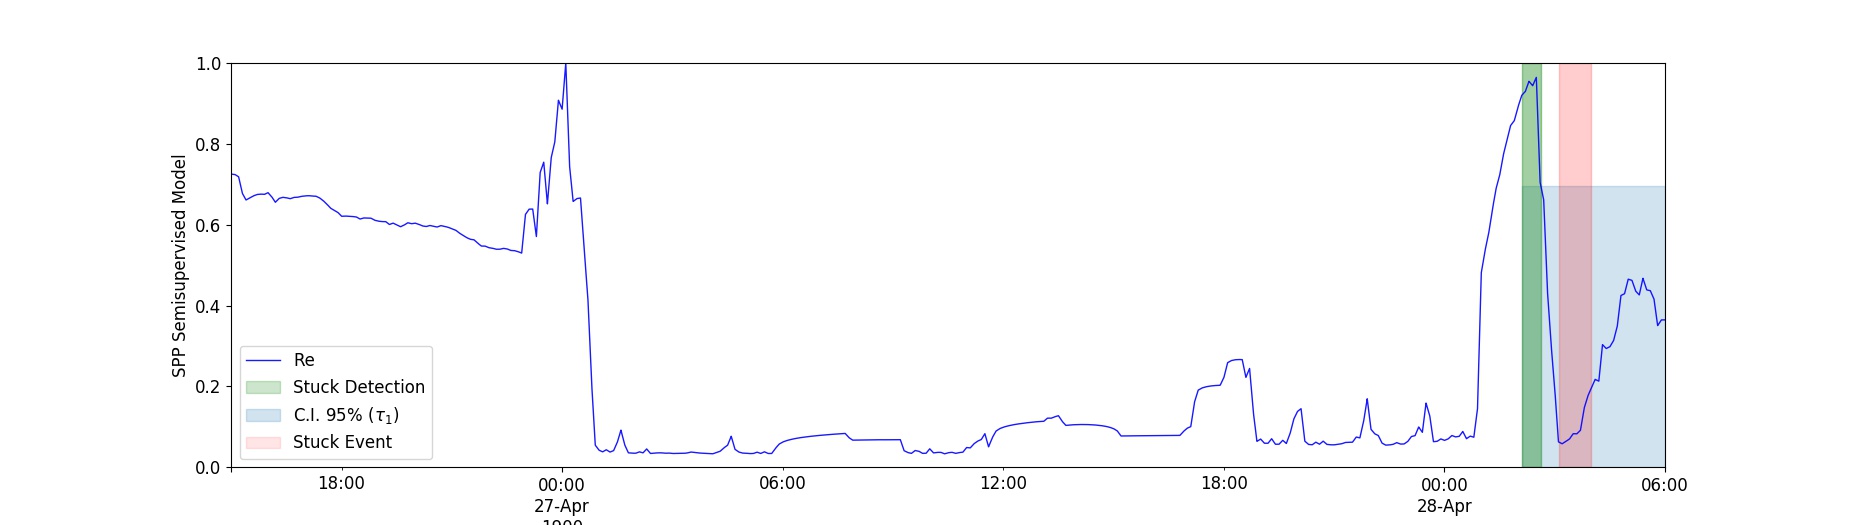 SPP Semisupervised Model
1.0
0.8
0.6
0.4
0.2
0.0
Re
Stuck Detection
C.I. 95% (τ₁)
Stuck Event
18:00 00:00 06:00 12:00 18:00 00:00 06:00
27-Apr 28-Apr